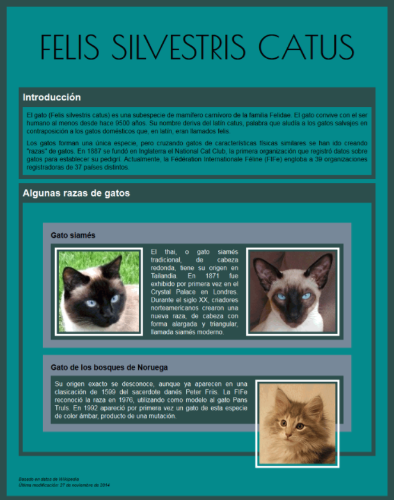 FELIS SILVESTRIS CATUS
Introducción
El gato (Felis silvestris catus) es una subespecie de mamífero carnívoro de la familia Felidae. El gato convive con el ser
humano al menos desde hace 9500 años. Su nombre deriva del latín catus, palabra que aludía a los gatos salvajes en
contraposición a los gatos domésticos que, en latín, eran llamados felis.
Los gatos forman una única especie, pero cruzando gatos de características físicas similares se han ido creando
"razas" de gatos. En 1887 se fundó en Inglaterra el National Cat Club, la primera organización que registró datos sobre
gatos para establecer su pedigrí. Actualmente, la Fédération Internationale Féline (FIFe) engloba a 39 organizaciones
registradoras de 37 países distintos.
Algunas razas de gatos
Gato siamés
El thai, o gato siamés
tradicional, de cabeza
redonda, tiene su origen en
Tailandia. En 1871 fue
exhibido por primera vez en el
Crystal Palace en Londres.
Durante el siglo XX, criadores
norteamericanos crearon una
nueva raza, de cabeza con
forma alargada y triangular,
llamada siamés moderno.
Gato de los bosques de Noruega
Su origen exacto se desconoce, aunque ya aparecen en una
clasicación de 1599 del sacerdote danés Peter Friis. La FIFe
reconoció la raza en 1976, utilizando como modelo al gato Pans
Truls. En 1992 apareció por primera vez un gato de esta especie
de color ámbar, producto de una mutación.
Basado en datos de Wikipedia
Última modificación: 27 de noviembre de 2014